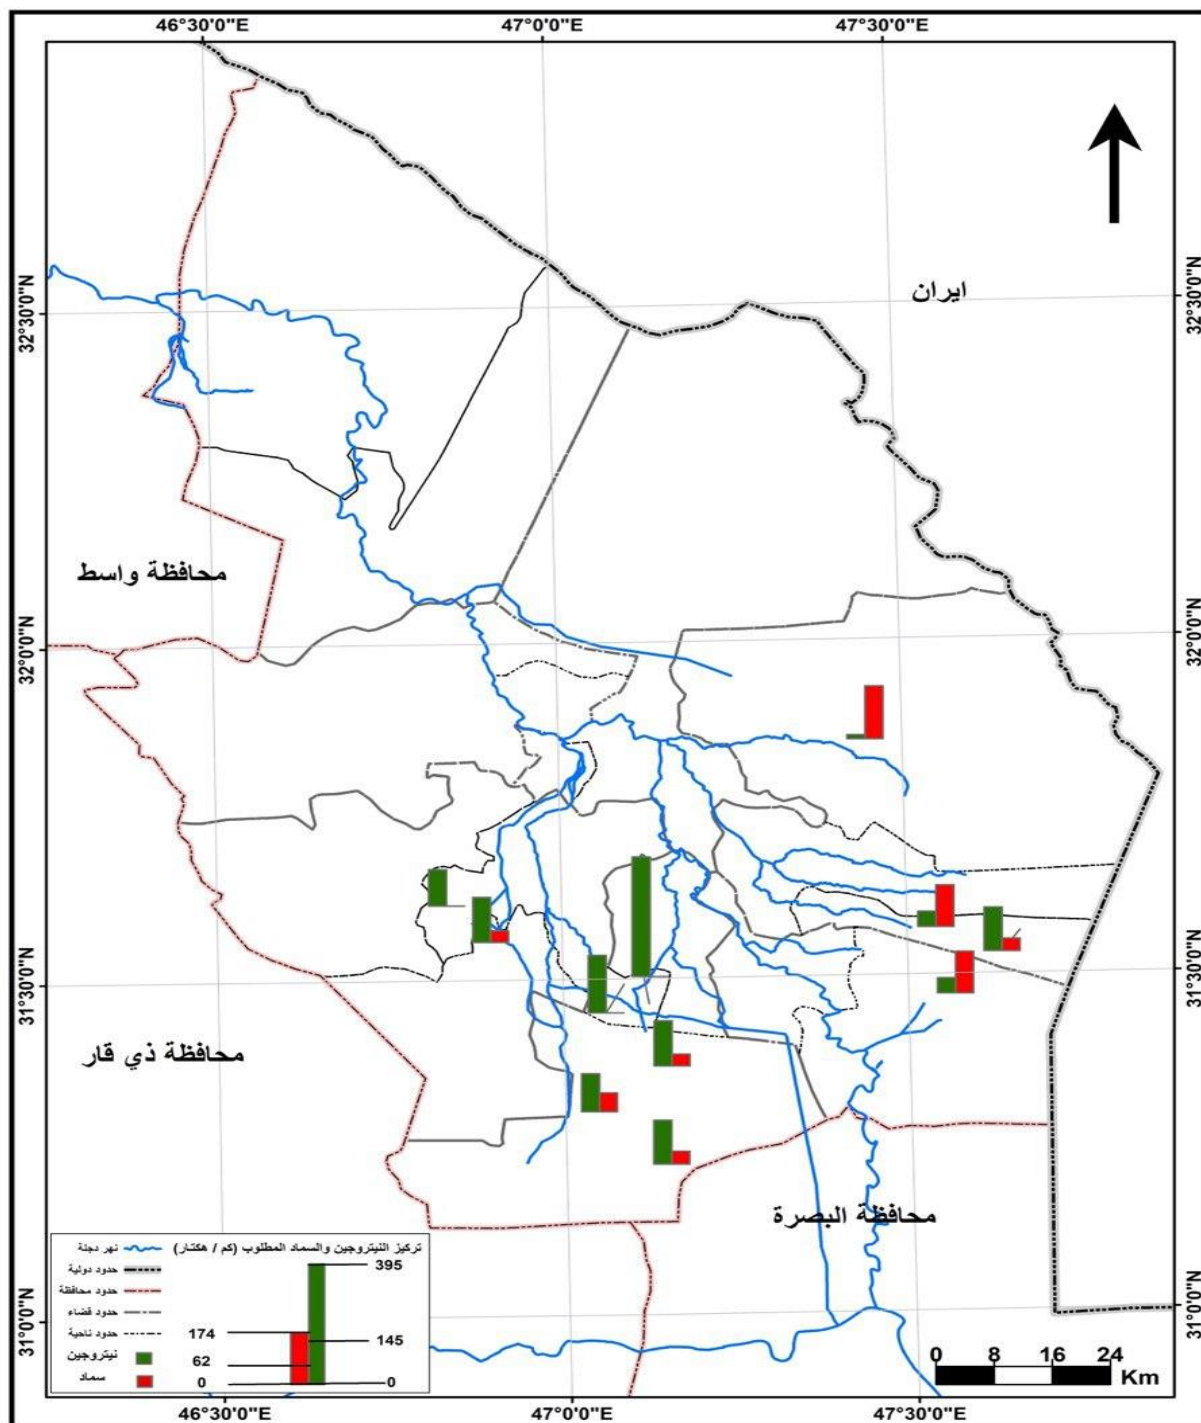 46°30'0"E 47°0'0"E 47°30'0"E
32°30'0"N
32°30'0"N
ايران
محافظة واسط
32°0'0"N
32°0'0"N
31°30'0"N
31°30'0"N
محافظة ذي قار
محافظة البصرة
تركيز النيتروجين والسماد المطلوب (كم / هكتار)
نهر دجلة
حدود دولية
حدود محافظة
حدود قضاء
حدود ناحية
نيتروجين
سماد
395
174
145
62
0
0
31°0'0"N
31°0'0"N
0 8 16 24
Km
46°30'0"E 47°0'0"E 47°30'0"E